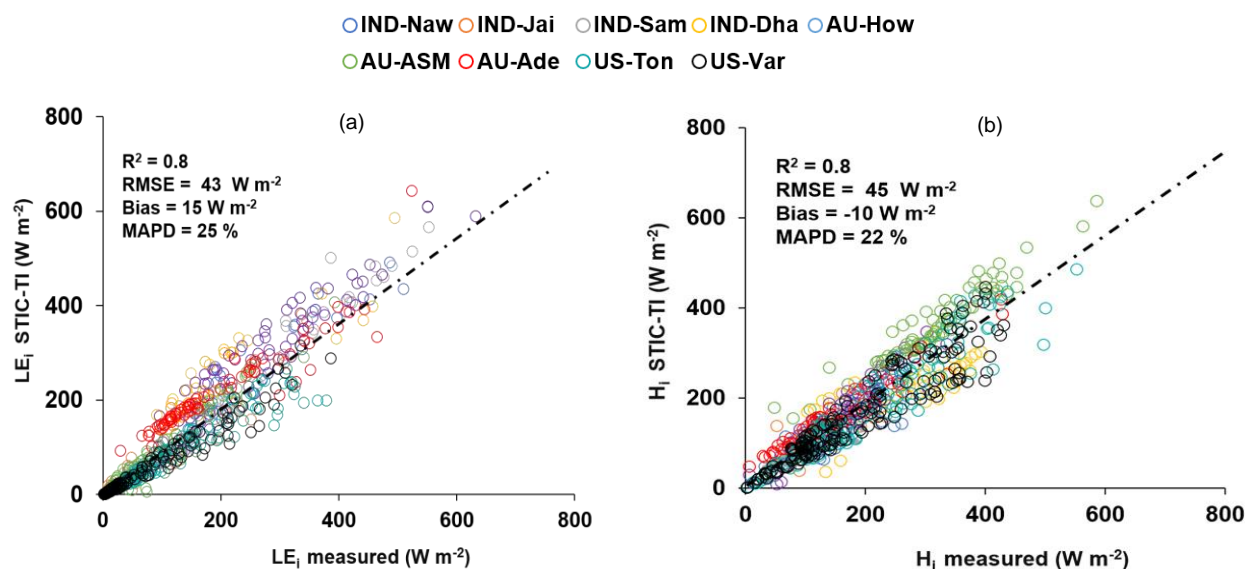 IND-Naw IND-Jai IND-Sam IND-Dha AU-How
AU-ASM AU-Ade US-Ton US-Var
(a)
R² = 0.8
RMSE = 43 W m⁻²
Bias = 15 W m⁻²
MAPD = 25 %
LEᵢ STIC-TI (W m⁻²)
800
600
400
200
0
0 200 400 600 800
LEᵢ measured (W m⁻²)
(b)
R² = 0.8
RMSE = 45 W m⁻²
Bias = -10 W m⁻²
MAPD = 22 %
Hᵢ STIC-TI (W m⁻²)
800
600
400
200
0
0 200 400 600 800
Hᵢ measured (W m⁻²)